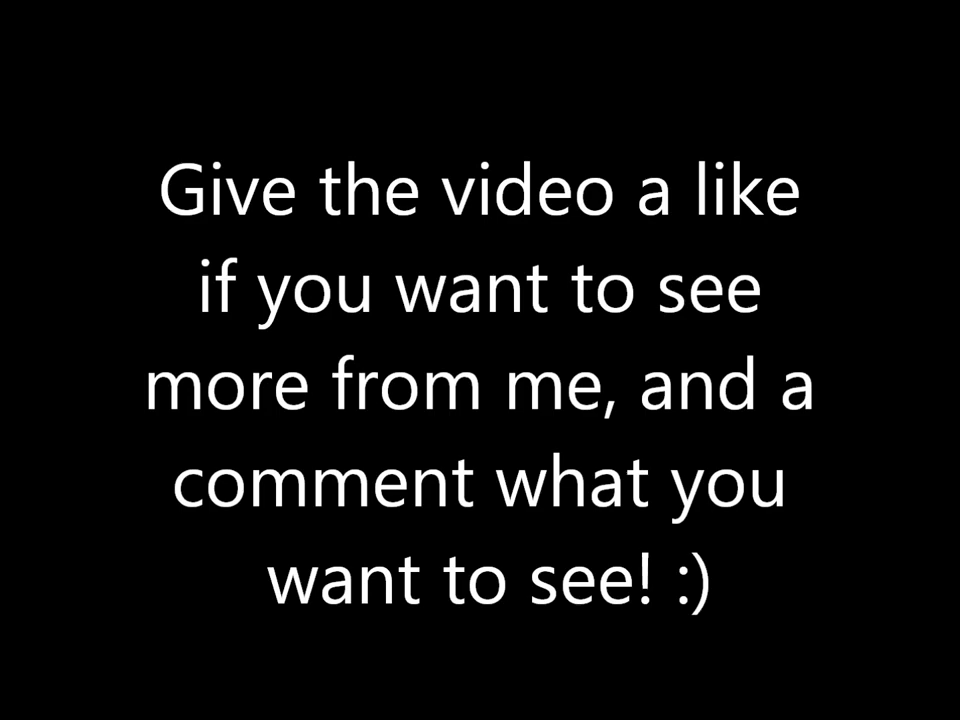 Give the video a like
if you want to see
more from me, and a
comment what you
want to see! :)